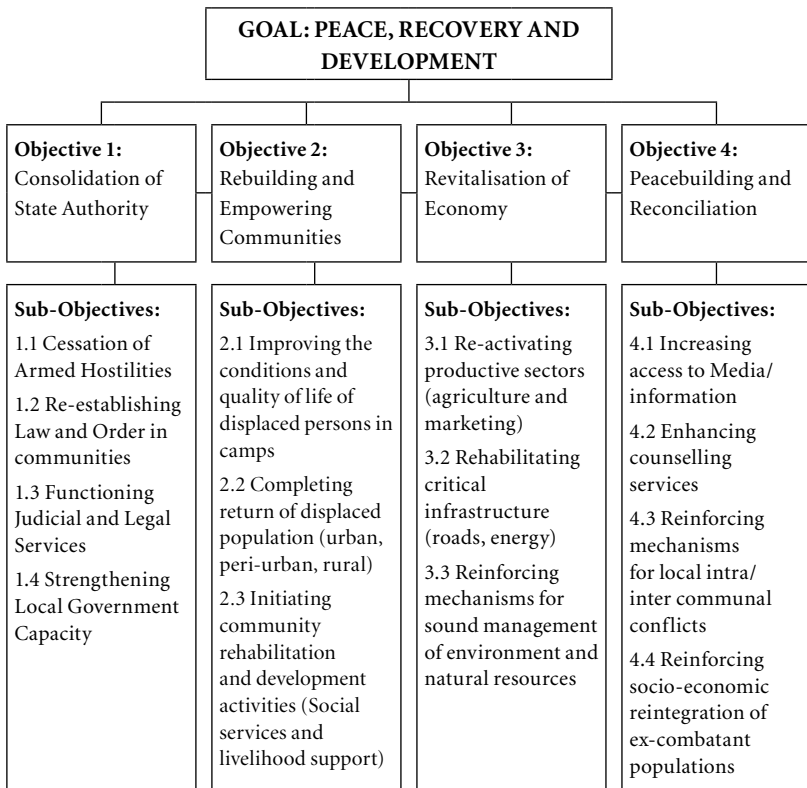 GOAL: PEACE, RECOVERY AND
DEVELOPMENT
Objective 1:
Consolidation of
State Authority
Objective 2:
Rebuilding and
Empowering
Communities
Objective 3:
Revitalisation of
Economy
Objective 4:
Peacebuilding and
Reconciliation
Sub-Objectives:
1.1 Cessation of
Armed Hostilities
1.2 Re-establishing
Law and Order in
communities
1.3 Functioning
Judicial and Legal
Services
1.4 Strengthening
Local Government
Capacity
Sub-Objectives:
2.1 Improving the
conditions and
quality of life of
displaced persons in
camps
2.2 Completing
return of displaced
population (urban,
peri-urban, rural)
2.3 Initiating
community
rehabilitation
and development
activities (Social
services and
livelihood support)
Sub-Objectives:
3.1 Re-activating
productive sectors
(agriculture and
marketing)
3.2 Rehabilitating
critical
infrastructure
(roads, energy)
3.3 Reinforcing
mechanisms for
sound management
of environment and
natural resources
Sub-Objectives:
4.1 Increasing
access to Media/
information
4.2 Enhancing
counselling
services
4.3 Reinforcing
mechanisms
for local intra/
inter communal
conflicts
4.4 Reinforcing
socio-economic
reintegration of
ex-combatant
populations